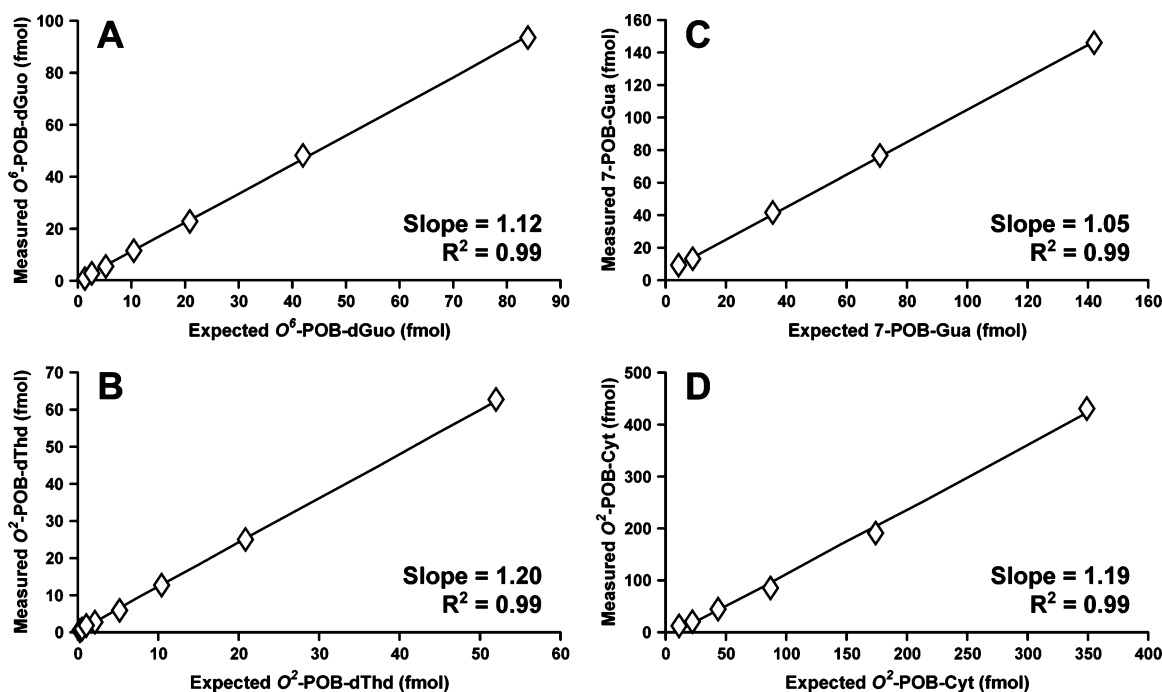 A
Measured O⁶-POB-dGuo (fmol)
100
80
60
40
20
0
0 10 20 30 40 50 60 70 80 90
Expected O⁶-POB-dGuo (fmol)
Slope = 1.12
R² = 0.99
C
Measured 7-POB-Gua (fmol)
160
140
120
100
80
60
40
20
0
0 20 40 60 80 100 120 140 160
Expected 7-POB-Gua (fmol)
Slope = 1.05
R² = 0.99
B
Measured O²-POB-dThd (fmol)
70
60
50
40
30
20
10
0
0 10 20 30 40 50 60
Expected O²-POB-dThd (fmol)
Slope = 1.20
R² = 0.99
D
Measured O²-POB-Cyt (fmol)
500
400
300
200
100
0
0 50 100 150 200 250 300 350 400
Expected O²-POB-Cyt (fmol)
Slope = 1.19
R² = 0.99